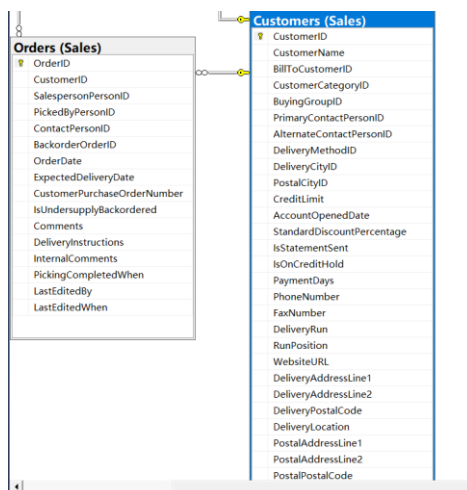 Orders (Sales)
OrderID
CustomerID
SalespersonPersonID
PickedByPersonID
ContactPersonID
BackorderOrderID
OrderDate
ExpectedDeliveryDate
CustomerPurchaseOrderNumber
IsUndersupplyBackordered
Comments
DeliveryInstructions
InternalComments
PickingCompletedWhen
LastEditedBy
LastEditedWhen
Customers (Sales)
CustomerID
CustomerName
BillToCustomerID
CustomerCategoryID
BuyingGroupID
PrimaryContactPersonID
AlternateContactPersonID
DeliveryMethodID
DeliveryCityID
PostalCityID
CreditLimit
AccountOpenedDate
StandardDiscountPercentage
IsStatementSent
IsOnCreditHold
PaymentDays
PhoneNumber
FaxNumber
DeliveryRun
RunPosition
WebsiteURL
DeliveryAddressLine1
DeliveryAddressLine2
DeliveryPostalCode
DeliveryLocation
PostalAddressLine1
PostalAddressLine2
PostalPostalCode